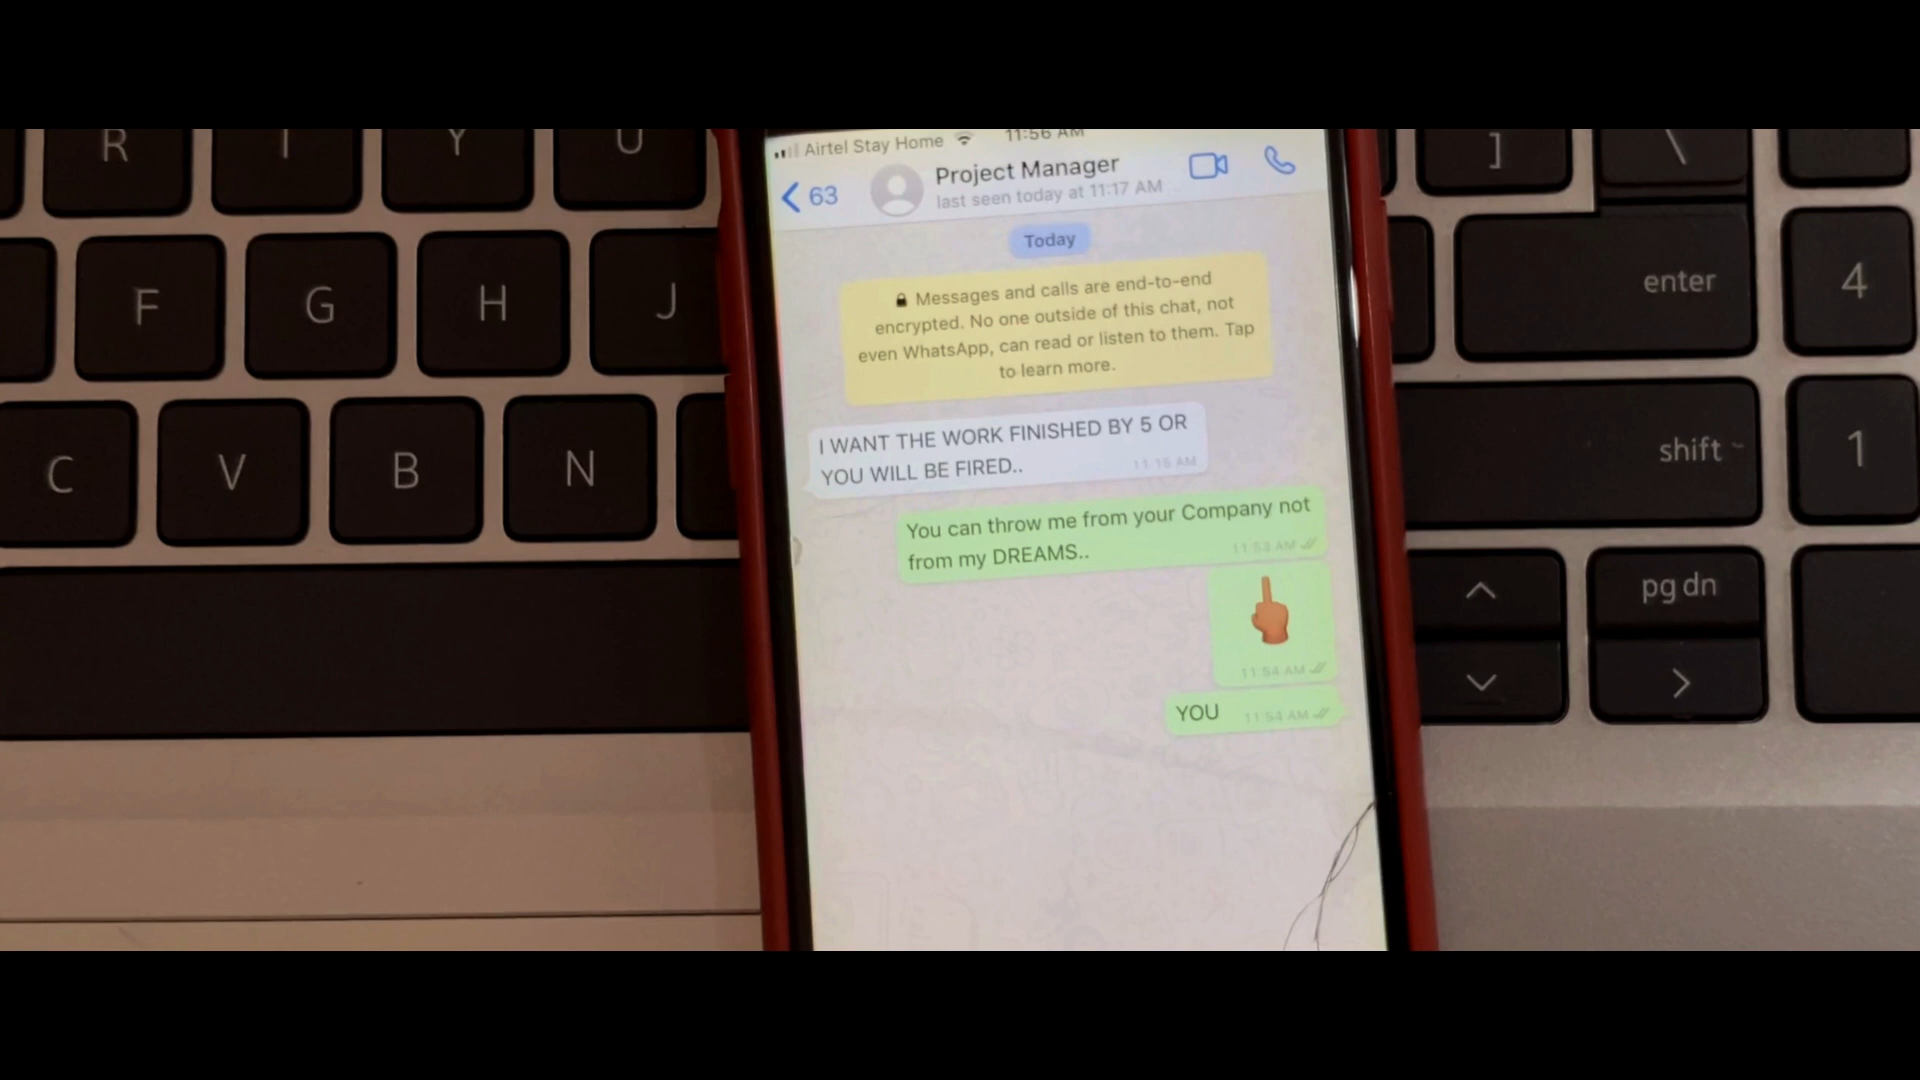 R T Y U ] \
Airtel Stay Home 11:56 AM
63 Project Manager
last seen today at 11:17 AM
Today
F G H J enter 4
Messages and calls are end-to-end
encrypted. No one outside of this chat, not
even WhatsApp, can read or listen to them. Tap
to learn more.
I WANT THE WORK FINISHED BY 5 OR
YOU WILL BE FIRED..
C V B N shift 1
You can throw me from your Company not
from my DREAMS.. 11:53 AM
11:54 AM
pg dn
YOU 11:54 AM